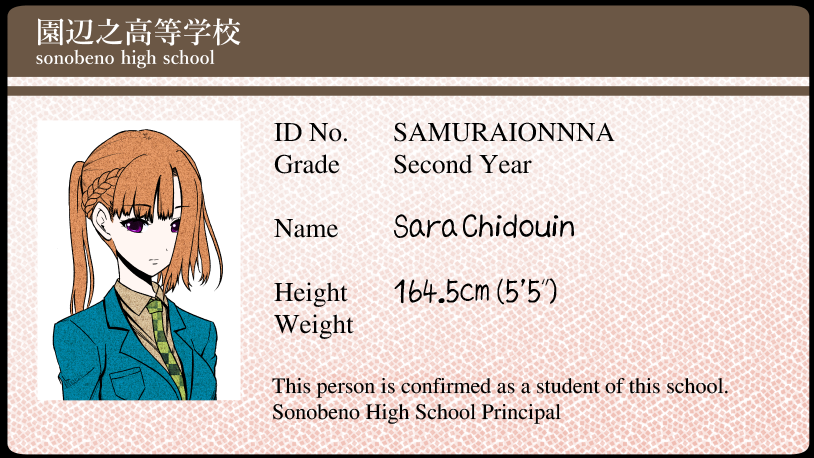 園辺之高等学校
sonobeno high school
ID No. SAMURAIONNNA
Grade Second Year
Name Sara Chidouin
Height 164.5cm (5'5")
Weight
This person is confirmed as a student of this school.
Sonobeno High School Principal